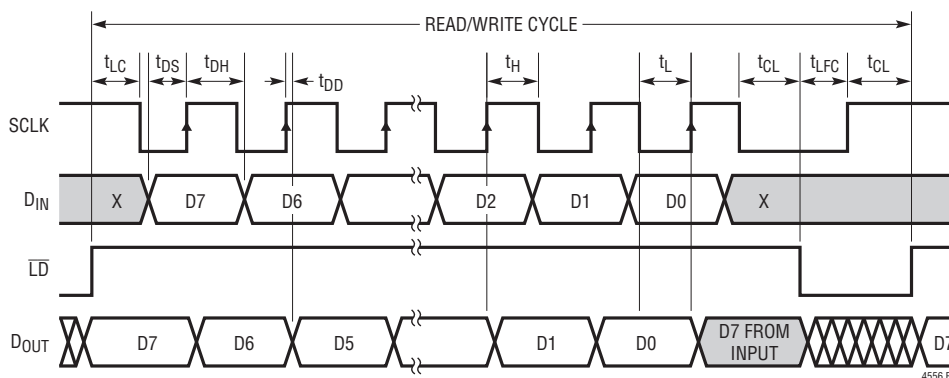 READ/WRITE CYCLE
tLC tDS tDH tDD tH tL tCL tLFC tCL
SCLK
DIN X D7 D6 D2 D1 D0 X
LD
DOUT D7 D6 D5 D1 D0 D7 FROM INPUT D7